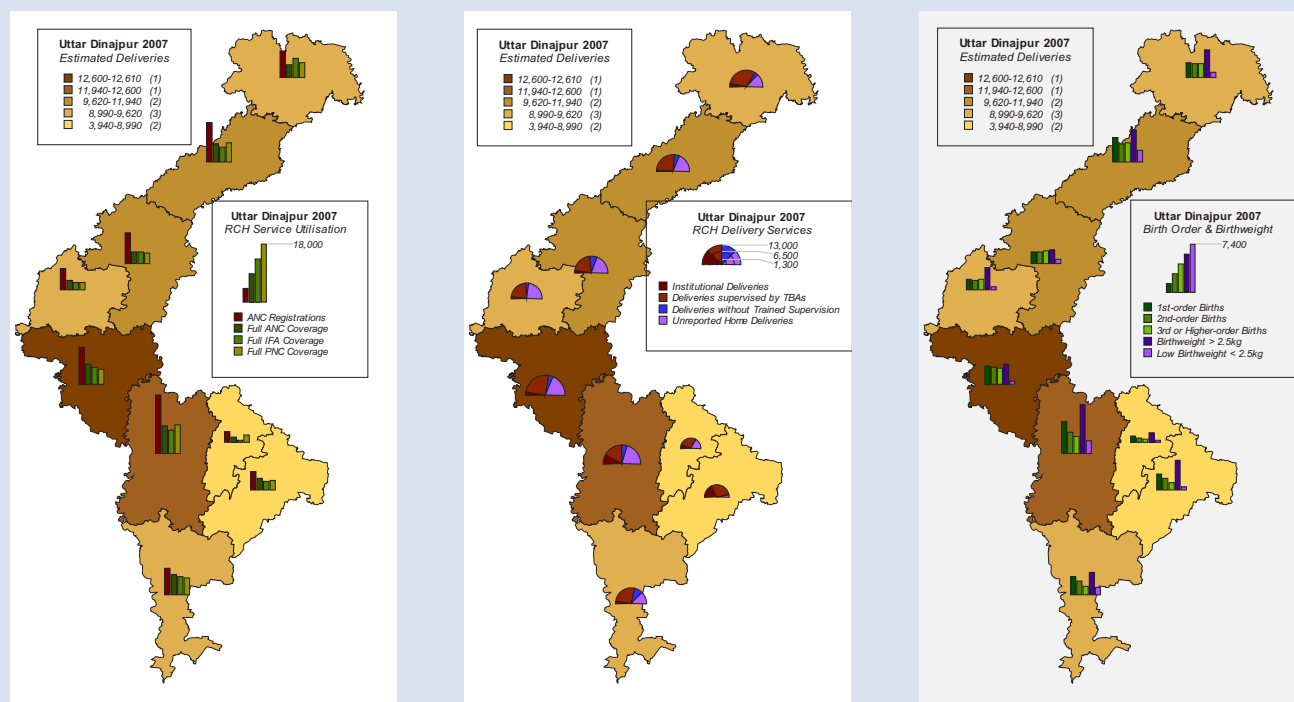 Uttar Dinajpur 2007
Estimated Deliveries
12,600-12,610 (1)
11,940-12,600 (1)
9,620-11,940 (2)
8,990-9,620 (3)
3,940-8,990 (2)
Uttar Dinajpur 2007
RCH Service Utilisation
18,000
ANC Registrations
Full ANC Coverage
Full IFA Coverage
Full PNC Coverage
Uttar Dinajpur 2007
Estimated Deliveries
12,600-12,610 (1)
11,940-12,600 (1)
9,620-11,940 (2)
8,990-9,620 (3)
3,940-8,990 (2)
Uttar Dinajpur 2007
RCH Delivery Services
13,000
6,500
1,300
Institutional Deliveries
Deliveries supervised by TBAs
Deliveries without Trained Supervision
Unreported Home Deliveries
Uttar Dinajpur 2007
Estimated Deliveries
12,600-12,610 (1)
11,940-12,600 (1)
9,620-11,940 (2)
8,990-9,620 (3)
3,940-8,990 (2)
Uttar Dinajpur 2007
Birth Order & Birthweight
7,400
1st-order Births
2nd-order Births
3rd or Higher-order Births
Birthweight > 2.5kg
Low Birthweight < 2.5kg